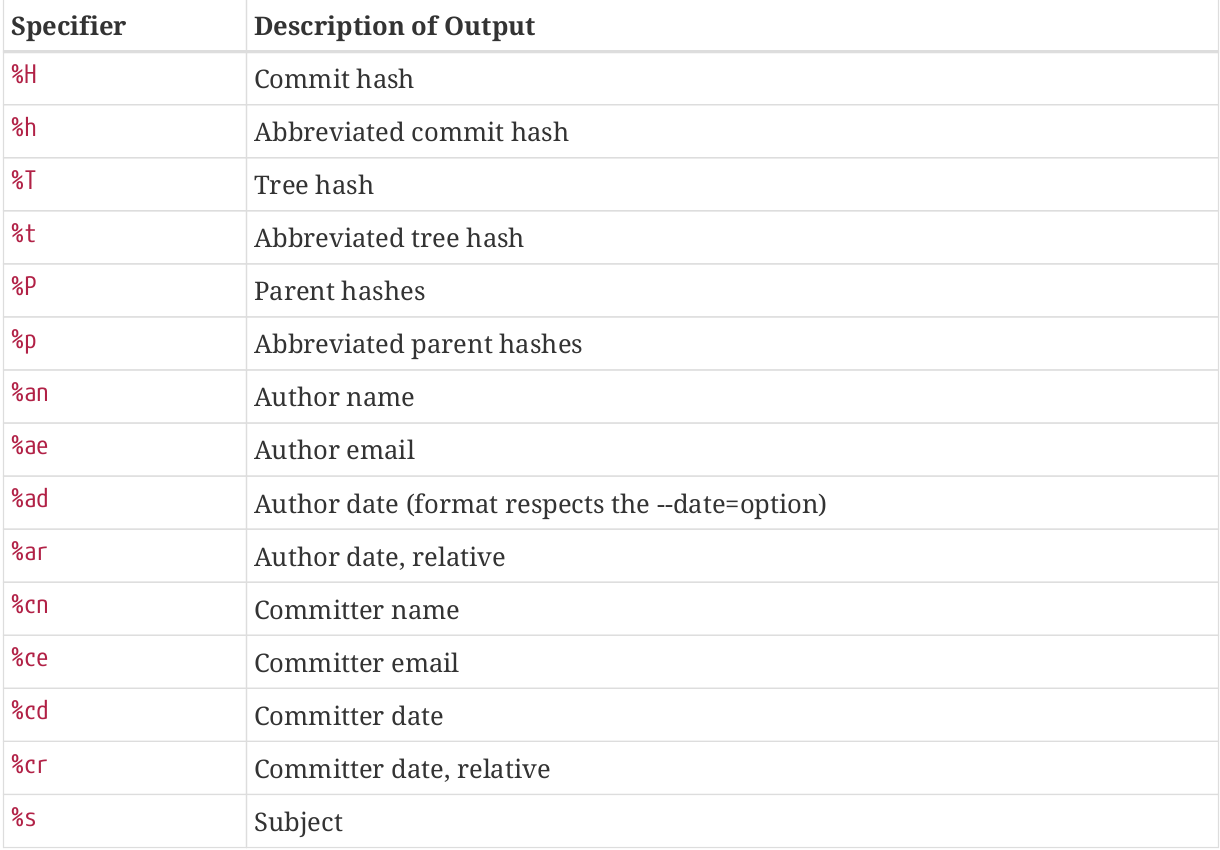 Specifier Description of Output
%H Commit hash
%h Abbreviated commit hash
%T Tree hash
%t Abbreviated tree hash
%P Parent hashes
%p Abbreviated parent hashes
%an Author name
%ae Author email
%ad Author date (format respects the --date=option)
%ar Author date, relative
%cn Committer name
%ce Committer email
%cd Committer date
%cr Committer date, relative
%s Subject